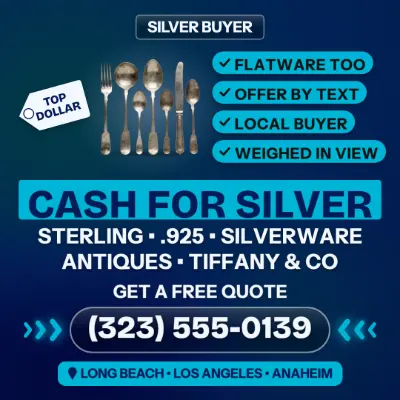 SILVER BUYER
TOP
DOLLAR
✓ FLATWARE TOO
✓ OFFER BY TEXT
✓ LOCAL BUYER
✓ WEIGHED IN VIEW
CASH FOR SILVER
STERLING • .925 • SILVERWARE
ANTIQUES • TIFFANY & CO
GET A FREE QUOTE
(323) 555-0139
LONG BEACH • LOS ANGELES • ANAHEIM